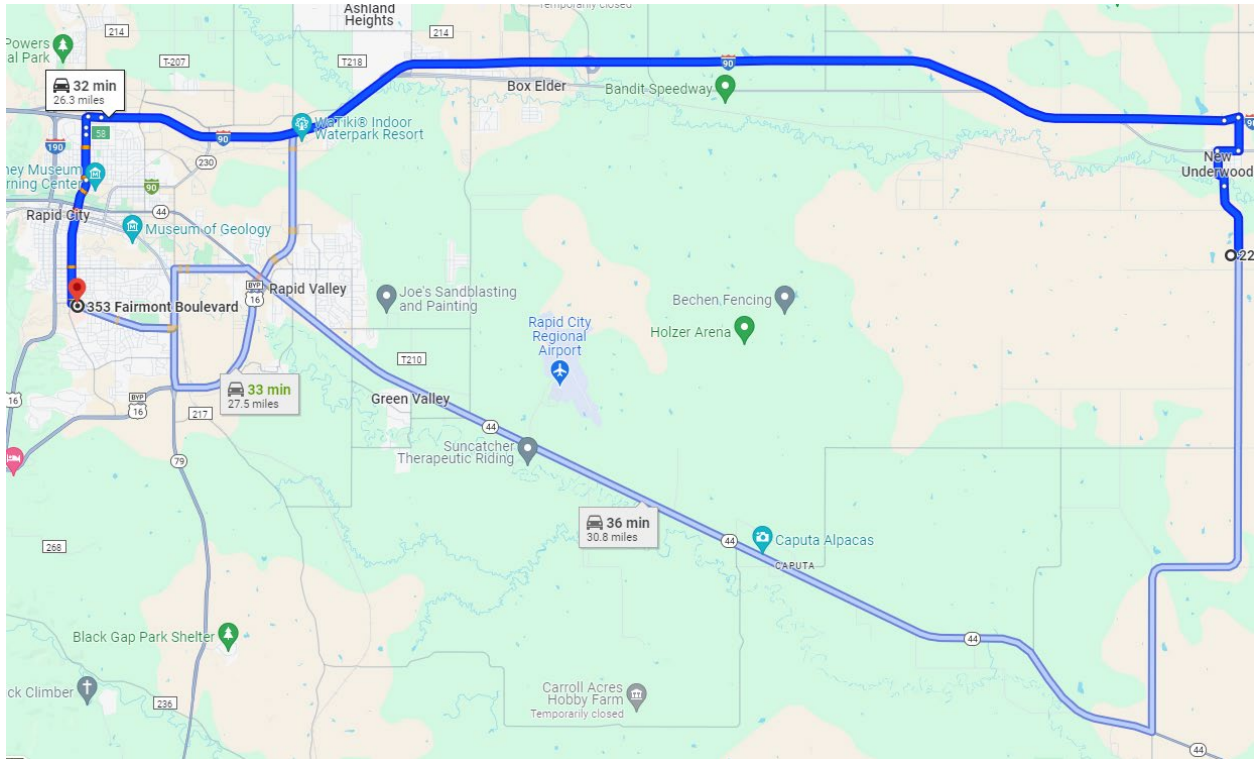 Temporarily closed
Ashland
Heights
214
214
Powers
al Park
T-207
T218
90
32 min
26.3 miles
Box Elder
Bandit Speedway
WaTiki® Indoor
Waterpark Resort
58
90
190
230
ney Museum
rning Center
90
New
Underwood
44
Rapid City
Museum of Geology
22
BYP
16
Rapid Valley
353 Fairmont Boulevard
Joe's Sandblasting
and Painting
Bechen Fencing
Holzer Arena
Rapid City
Regional
Airport
T210
33 min
27.5 miles
16
BYP
16
217
Green Valley
44
Suncatcher
Therapeutic Riding
79
36 min
30.8 miles
268
44
Caputa Alpacas
CAPUTA
Black Gap Park Shelter
44
ck Climber
236
Carroll Acres
Hobby Farm
Temporarily closed
44